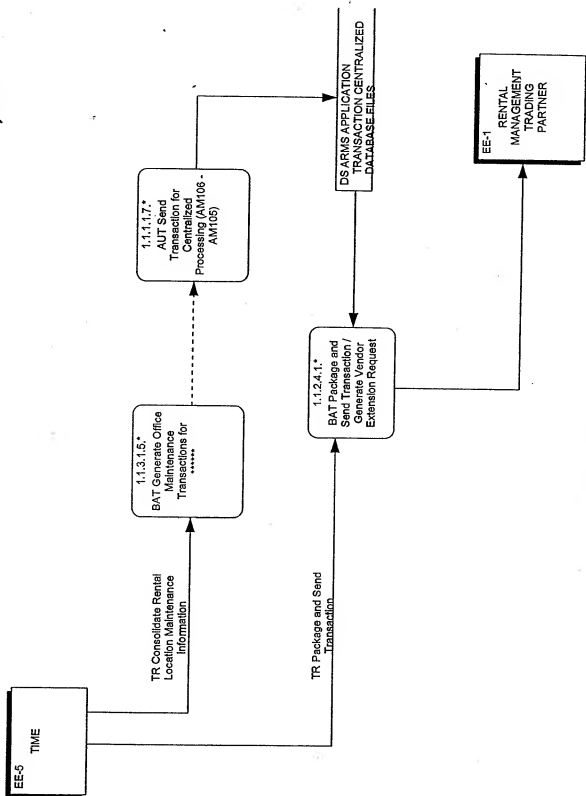 EE-5
TIME
TR Consolidate Rental
Location Maintenance
Information
1.1.3.1.5.*
BAT Generate Office
Maintenance
Transactions for
*****
1.1.1.1.7.*
AUT Send
Transaction for
Centralized
Processing (AM106 -
AM105)
DS ARMS APPLICATION
TRANSACTION CENTRALIZED
DATABASE FILES
TR Package and Send
Transaction
1.1.2.4.1.*
BAT Package and
Send Transaction /
Generate Vendor
Extension Request
EE-1
RENTAL
MANAGEMENT
TRADING
PARTNER